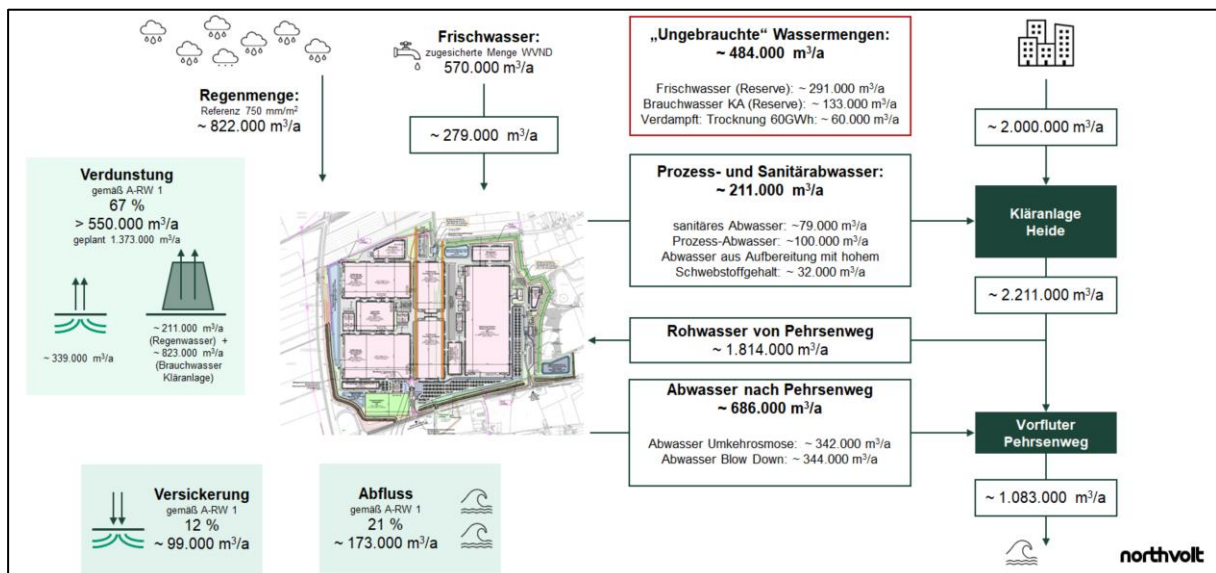 Regenmenge:
Referenz 750 mm/m²
~ 822.000 m³/a
Frischwasser:
zugesicherte Menge WVND
570.000 m³/a
~ 279.000 m³/a
„Ungebrauchte“ Wassermengen:
~ 484.000 m³/a
Frischwasser (Reserve): ~ 291.000 m³/a
Brauchwasser KA (Reserve): ~ 133.000 m³/a
Verdampft: Trocknung 60GWh: ~ 60.000 m³/a
~ 2.000.000 m³/a
Verdunstung
gemäß A-RW 1
67 %
> 550.000 m³/a
geplant 1.373.000 m³/a
~ 339.000 m³/a
~ 211.000 m³/a
(Regenwasser) +
~ 823.000 m³/a
(Brauchwasser
Kläranlage)
Prozess- und Sanitärabwasser:
~ 211.000 m³/a
sanitäres Abwasser: ~79.000 m³/a
Prozess-Abwasser: ~100.000 m³/a
Abwasser aus Aufbereitung mit hohem
Schwebstoffgehalt: ~ 32.000 m³/a
Kläranlage
Heide
~ 2.211.000 m³/a
Rohwasser von Pehrsenweg
~ 1.814.000 m³/a
Abwasser nach Pehrsenweg
~ 686.000 m³/a
Abwasser Umkehrosmose: ~ 342.000 m³/a
Abwasser Blow Down: ~ 344.000 m³/a
Vorfluter
Pehrsenweg
~ 1.083.000 m³/a
Versickerung
gemäß A-RW 1
12 %
~ 99.000 m³/a
Abfluss
gemäß A-RW 1
21 %
~ 173.000 m³/a
northvolt